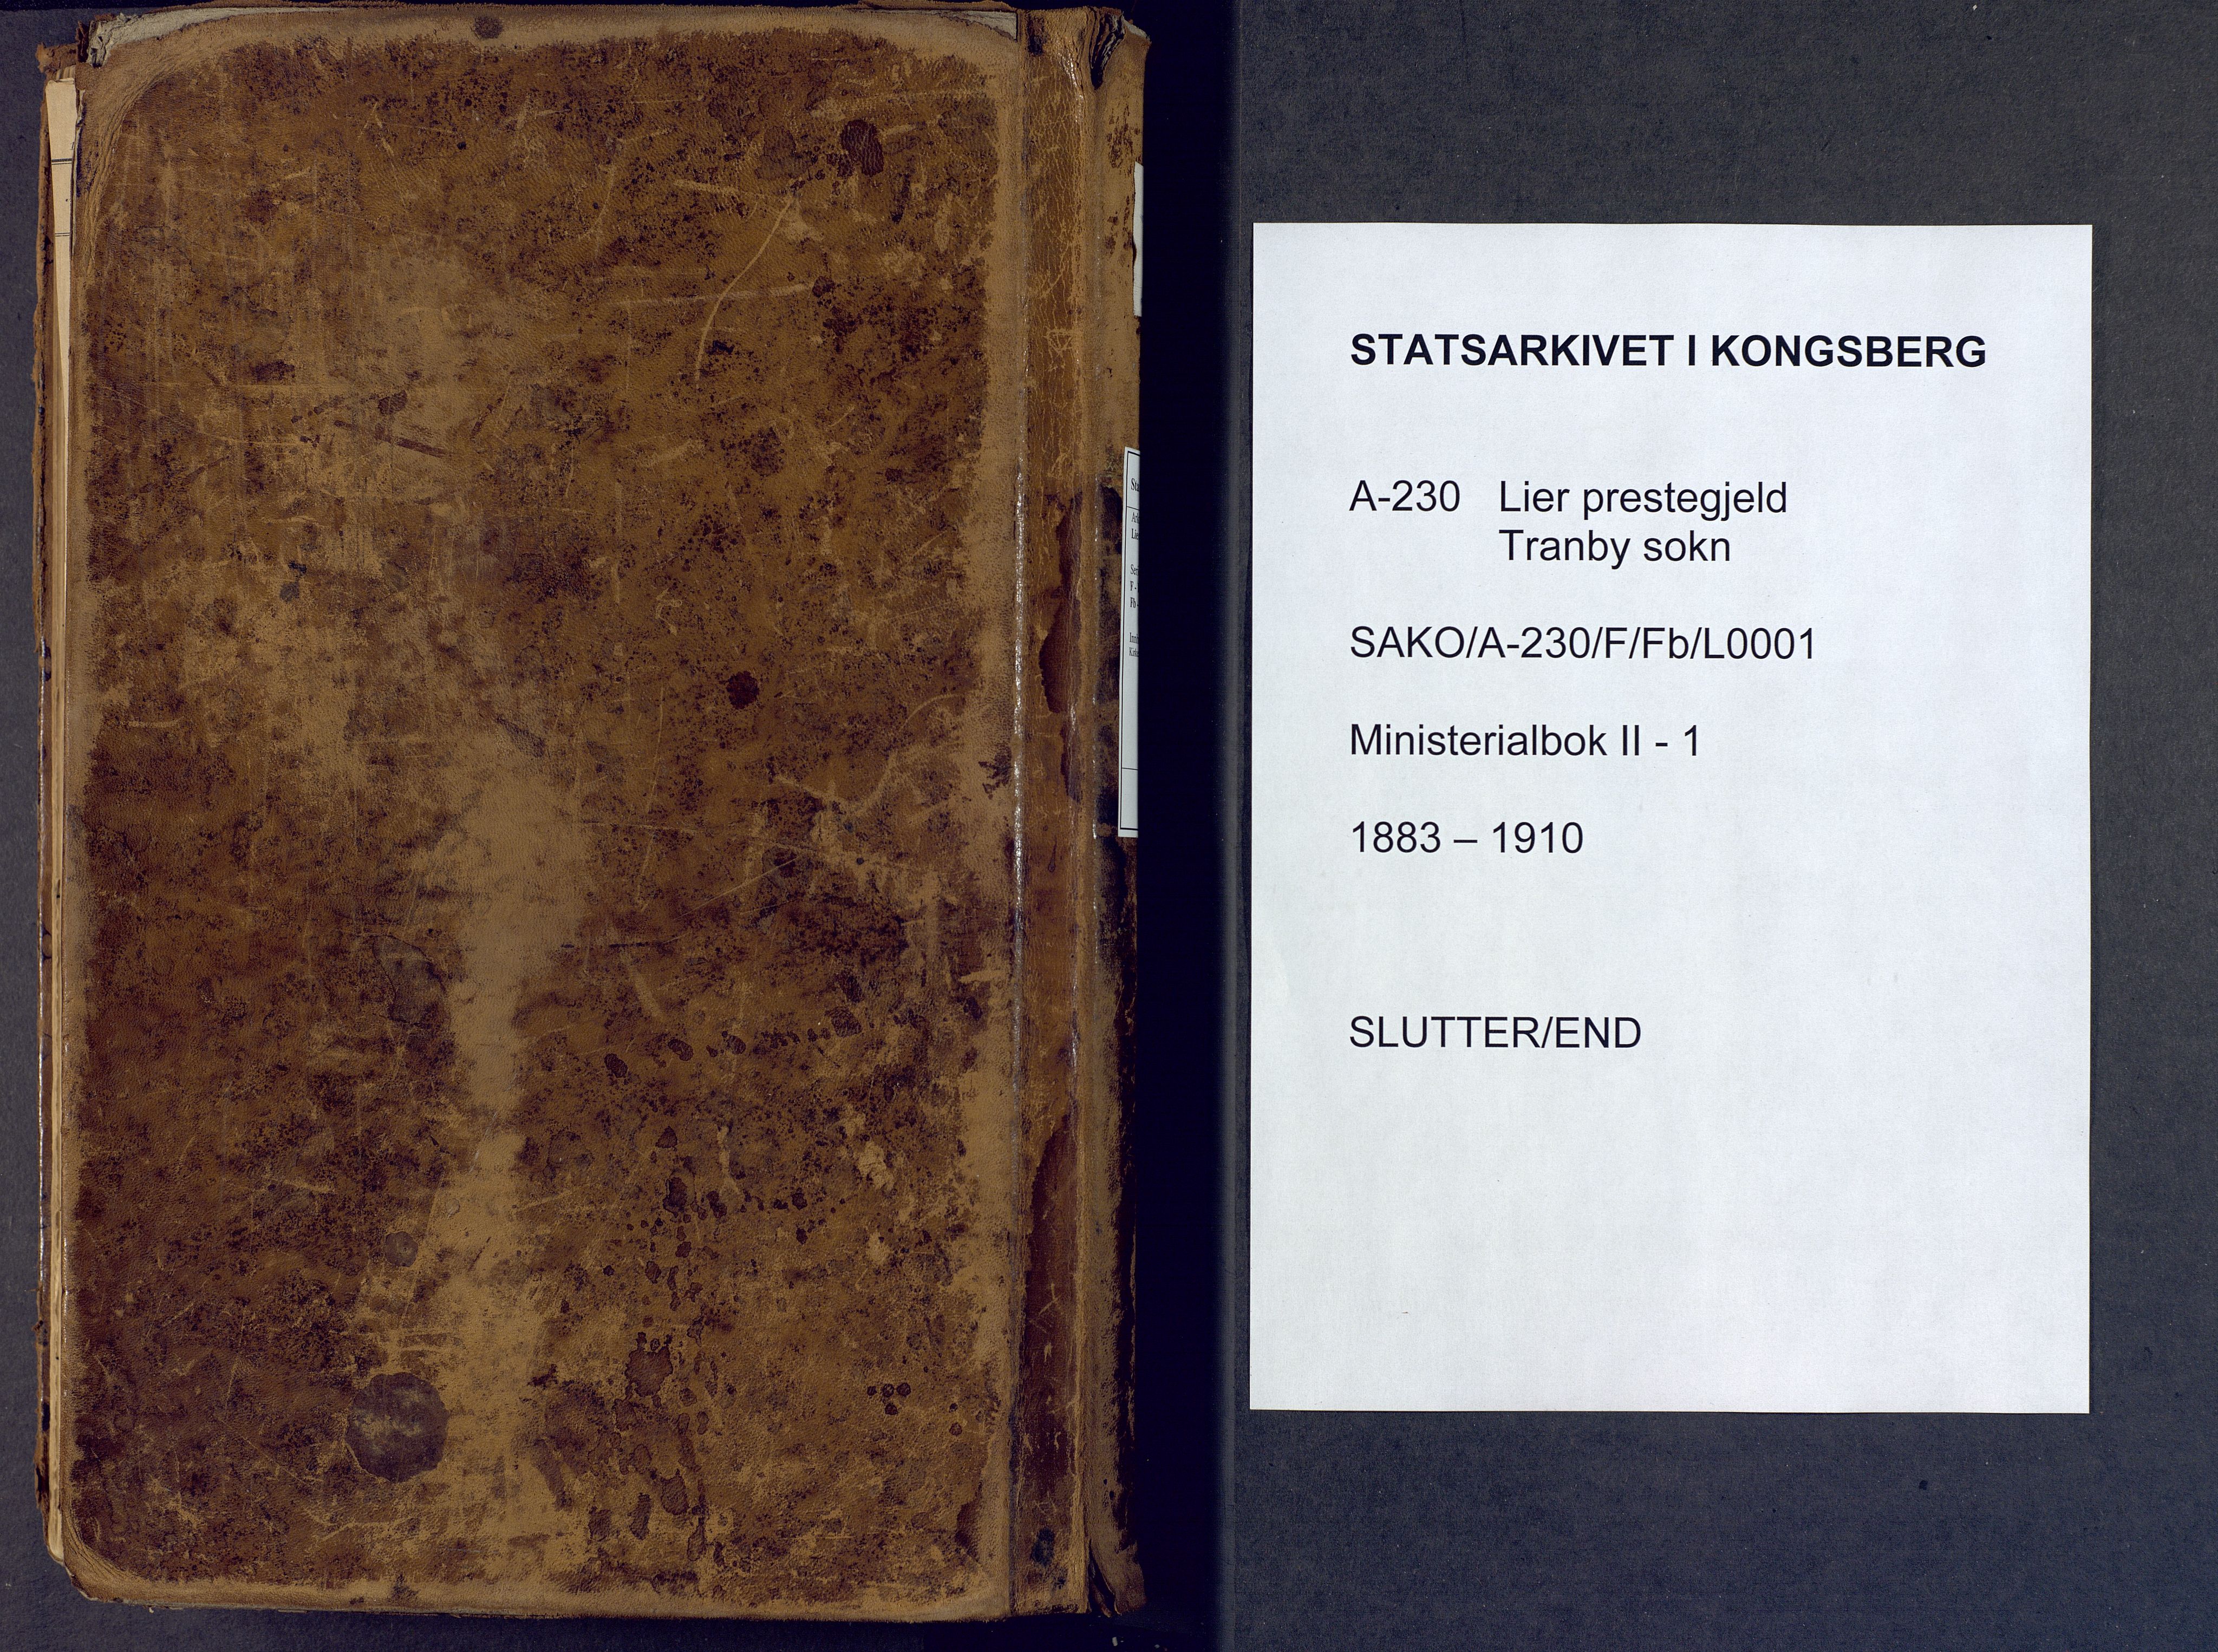 STATSARKIVET I KONGSBERG
A-230 Lier prestegjeld
Tranby sokn
SAKO/A-230/F/Fb/L0001
Ministerialbok II - 1
1883 – 1910
SLUTTER/END